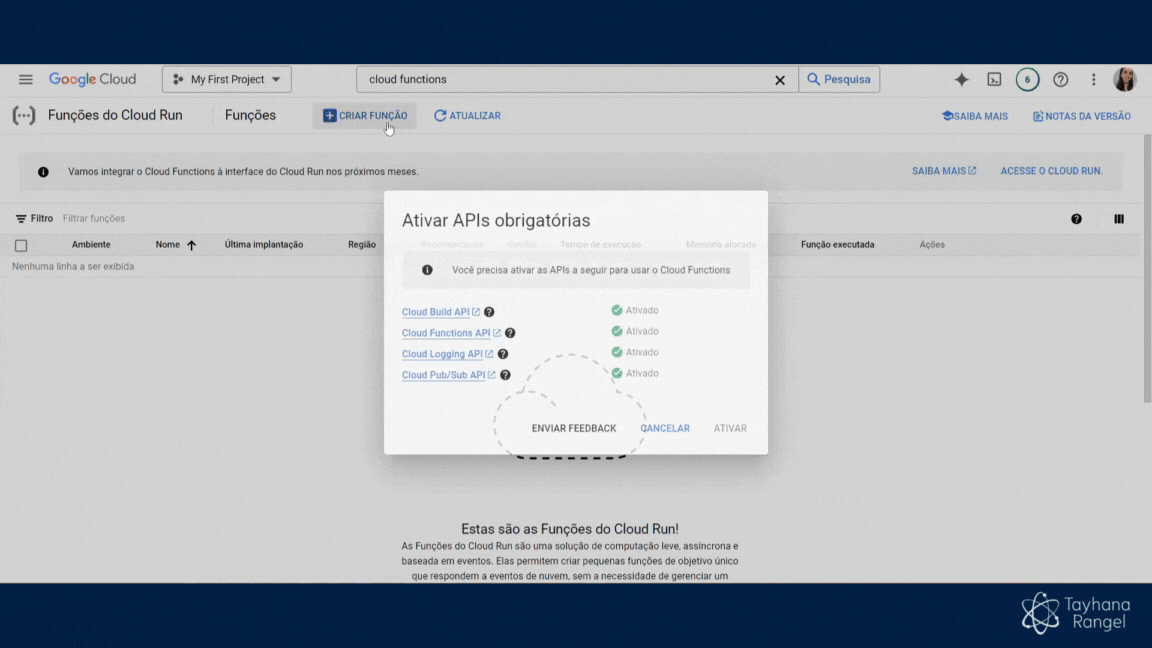 Google Cloud
My First Project
cloud functions
Pesquisa
6
Funções do Cloud Run
Funções
CRIAR FUNÇÃO
ATUALIZAR
SAIBA MAIS
NOTAS DA VERSÃO
Vamos integrar o Cloud Functions à interface do Cloud Run nos próximos meses.
SAIBA MAIS
ACESSE O CLOUD RUN.
Filtro
Filtrar funções
Ambiente
Nome
Última implantação
Região
Recomendação
Gatilho
Tempo de execução
Memória alocada
Função executada
Ações
Nenhuma linha a ser exibida
Ativar APIs obrigatórias
Você precisa ativar as APIs a seguir para usar o Cloud Functions
Cloud Build API
Ativado
Cloud Functions API
Ativado
Cloud Logging API
Ativado
Cloud Pub/Sub API
Ativado
ENVIAR FEEDBACK
CANCELAR
ATIVAR
Estas são as Funções do Cloud Run!
As Funções do Cloud Run são uma solução de computação leve, assíncrona e
baseada em eventos. Elas permitem criar pequenas funções de objetivo único
que respondem a eventos de nuvem, sem a necessidade de gerenciar um
Tayhana
Rangel